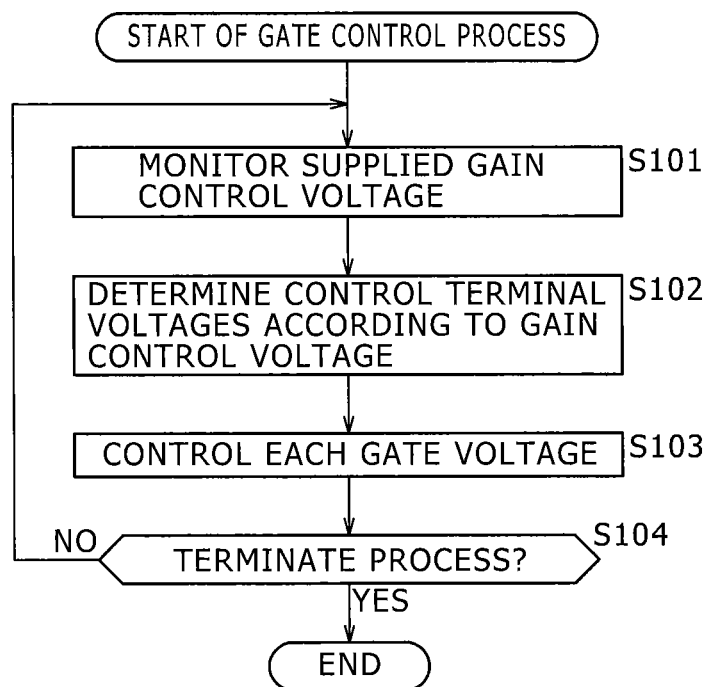 START OF GATE CONTROL PROCESS
MONITOR SUPPLIED GAIN
CONTROL VOLTAGE
S101
DETERMINE CONTROL TERMINAL
VOLTAGES ACCORDING TO GAIN
CONTROL VOLTAGE
S102
CONTROL EACH GATE VOLTAGE
S103
TERMINATE PROCESS?
S104
NO
YES
END